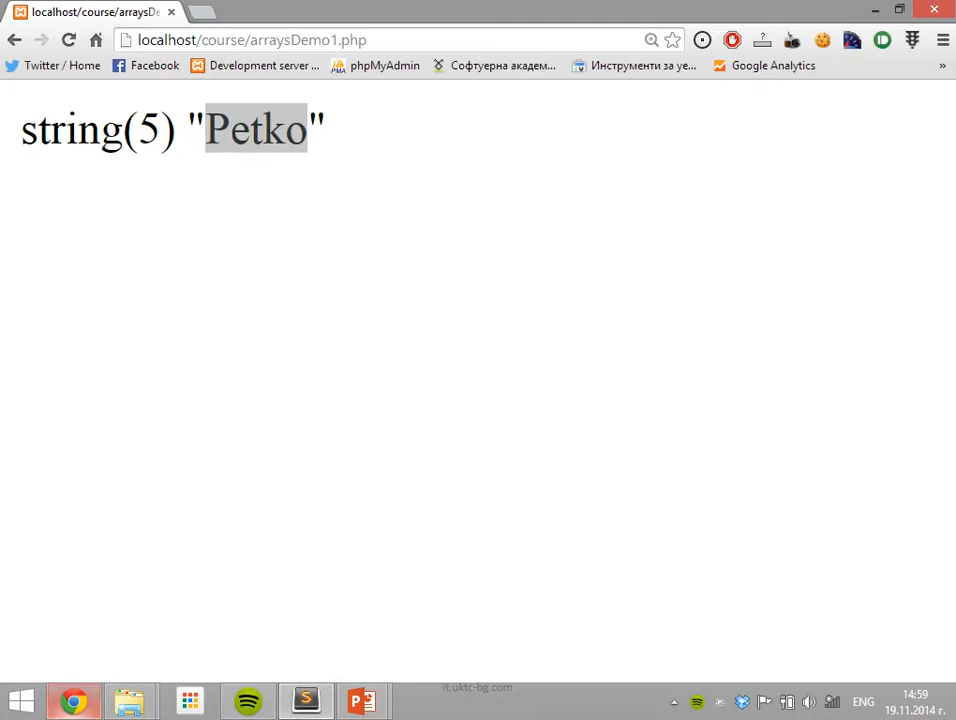 localhost/course/arraysDe
localhost/course/arraysDemo1.php
Twitter / Home Facebook Development server ... phpMyAdmin Софтуерна академ... Инструменти за уе... Google Analytics »
string(5) "Petko"
it.uktc-bg.com
ЕНГ 14:59
19.11.2014 г.